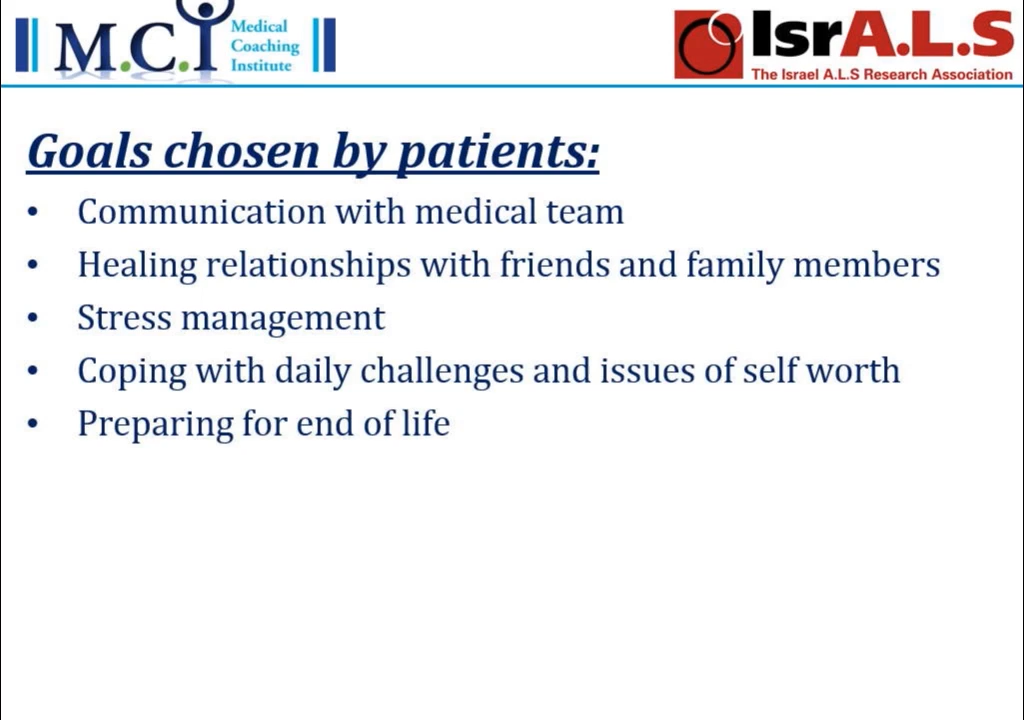 M.C.I
Medical
Coaching
Institute
IsrA.L.S
The Israel A.L.S Research Association
Goals chosen by patients:
• Communication with medical team
• Healing relationships with friends and family members
• Stress management
• Coping with daily challenges and issues of self worth
• Preparing for end of life